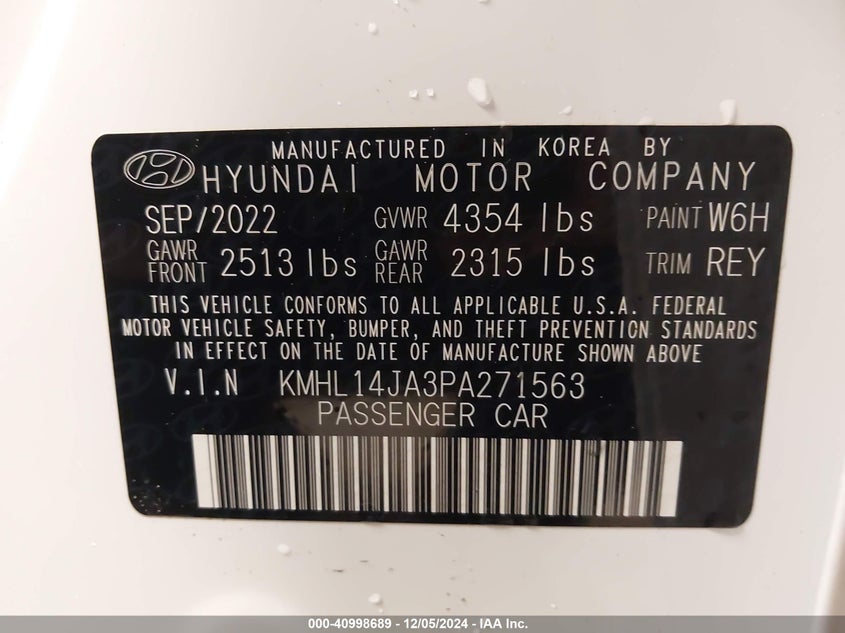 MANUFACTURED IN KOREA BY
HYUNDAI MOTOR COMPANY
SEP/2022 GVWR 4354 lbs PAINT W6H
GAWR FRONT 2513 lbs GAWR REAR 2315 lbs TRIM REY
THIS VEHICLE CONFORMS TO ALL APPLICABLE U.S.A. FEDERAL
MOTOR VEHICLE SAFETY, BUMPER, AND THEFT PREVENTION STANDARDS
IN EFFECT ON THE DATE OF MANUFACTURE SHOWN ABOVE
V.I.N KMHL14JA3PA271563
PASSENGER CAR
000-40998689 - 12/05/2024 - IAA Inc.